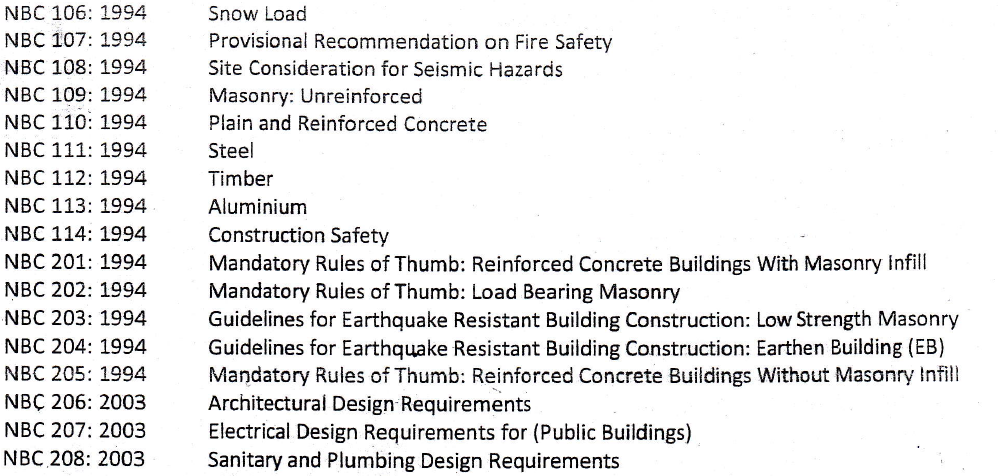 NBC 106: 1994 Snow Load
NBC 107: 1994 Provisional Recommendation on Fire Safety
NBC 108: 1994 Site Consideration for Seismic Hazards
NBC 109: 1994 Masonry: Unreinforced
NBC 110: 1994 Plain and Reinforced Concrete
NBC 111: 1994 Steel
NBC 112: 1994 Timber
NBC 113: 1994 Aluminium
NBC 114: 1994 Construction Safety
NBC 201: 1994 Mandatory Rules of Thumb: Reinforced Concrete Buildings With Masonry Infill
NBC 202: 1994 Mandatory Rules of Thumb: Load Bearing Masonry
NBC 203: 1994 Guidelines for Earthquake Resistant Building Construction: Low Strength Masonry
NBC 204: 1994 Guidelines for Earthquake Resistant Building Construction: Earthen Building (EB)
NBC 205: 1994 Mandatory Rules of Thumb: Reinforced Concrete Buildings Without Masonry Infill
NBC 206: 2003 Architectural Design Requirements
NBC 207: 2003 Electrical Design Requirements for (Public Buildings)
NBC 208: 2003 Sanitary and Plumbing Design Requirements